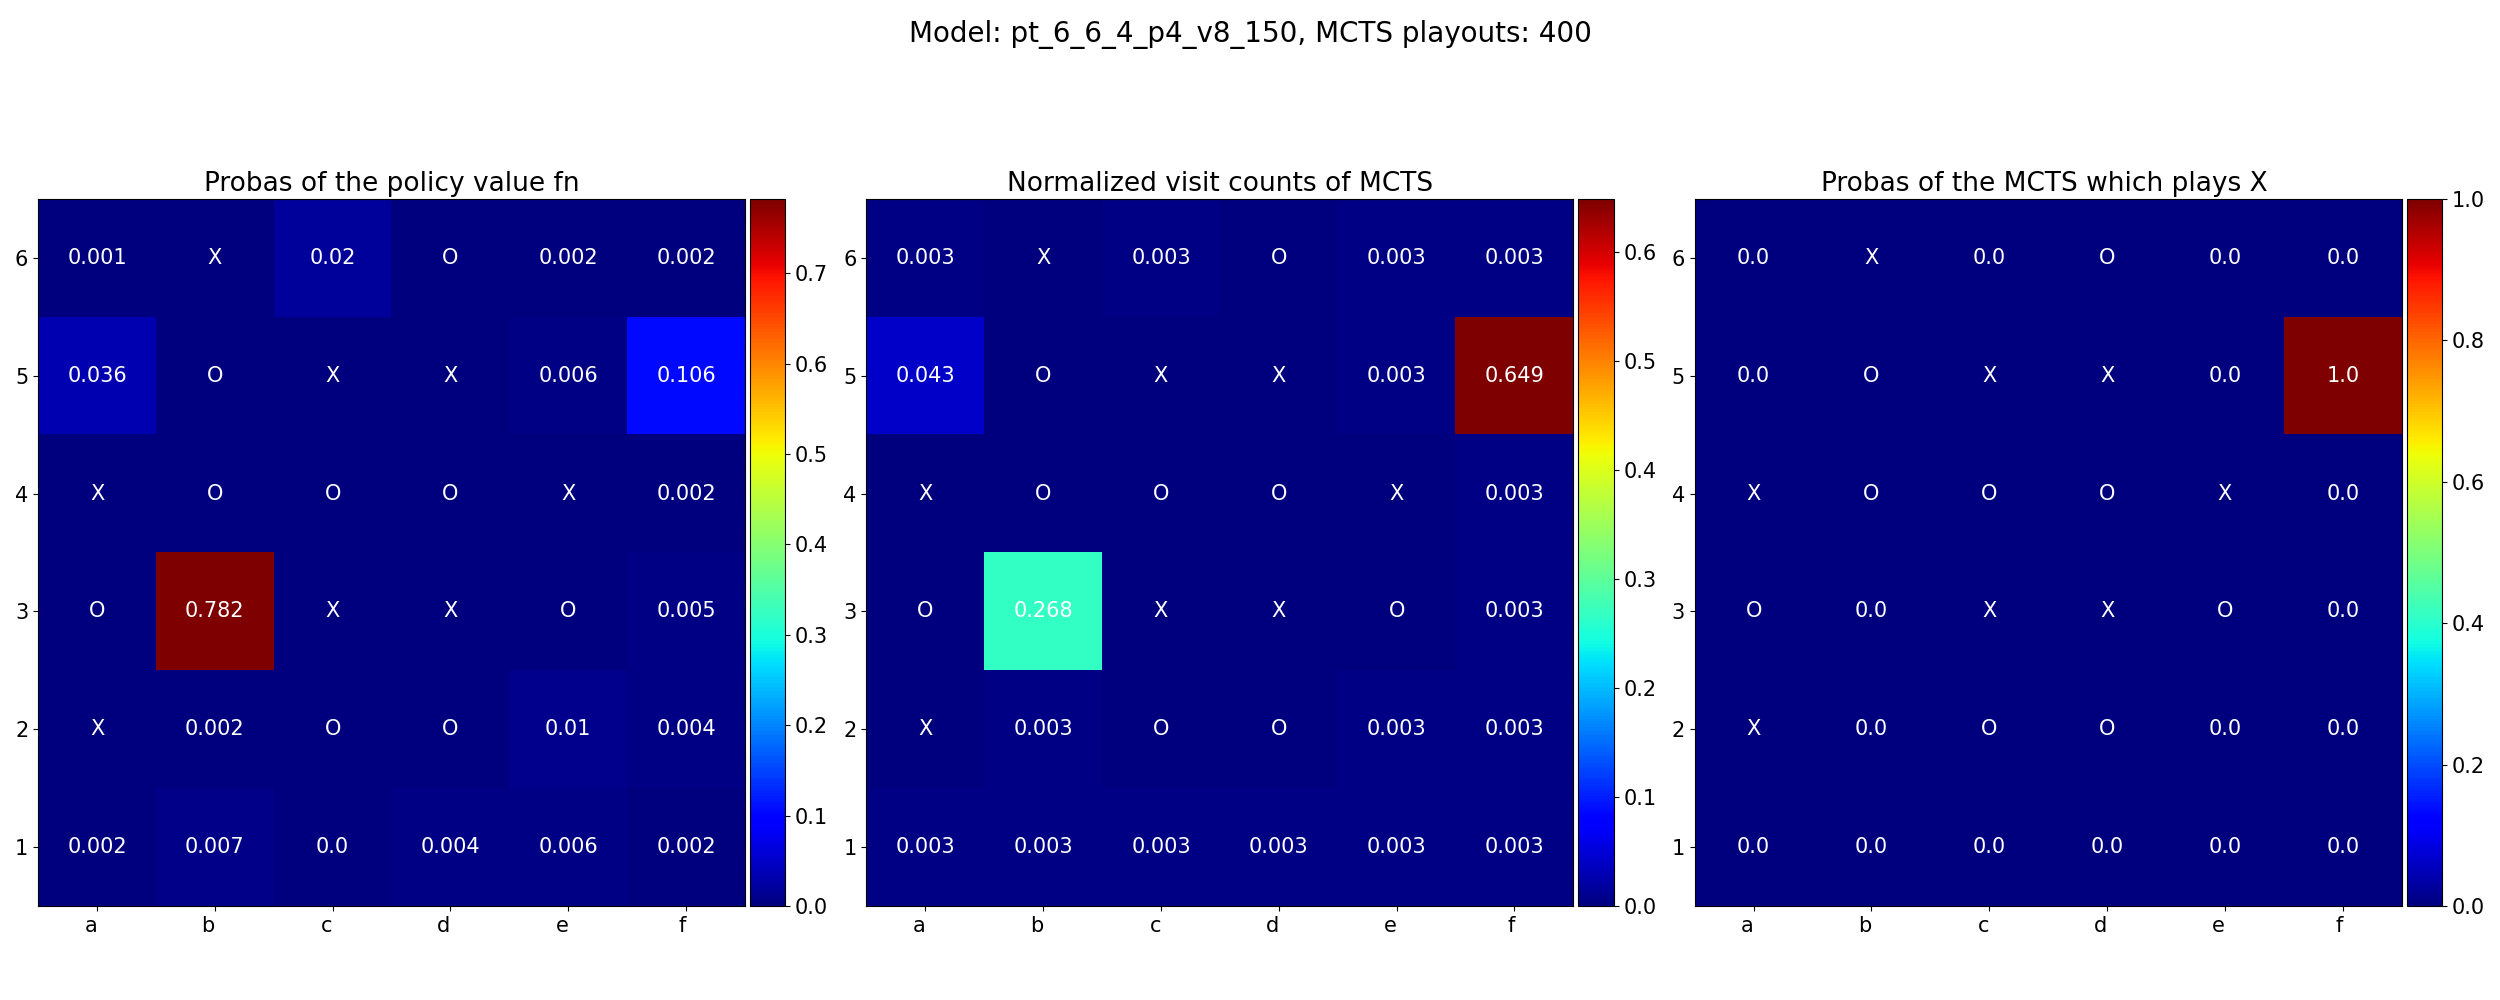 Model: pt_6_6_4_p4_v8_150, MCTS playouts: 400
Probas of the policy value fn
6 0.001 X 0.02 O 0.002 0.002
5 0.036 O X X 0.006 0.106
4 X O O O X 0.002
3 O 0.782 X X O 0.005
2 X 0.002 O O 0.01 0.004
1 0.002 0.007 0.0 0.004 0.006 0.002
a b c d e f
0.7
0.6
0.5
0.4
0.3
0.2
0.1
0.0
Normalized visit counts of MCTS
6 0.003 X 0.003 O 0.003 0.003
5 0.043 O X X 0.003 0.649
4 X O O O X 0.003
3 O 0.268 X X O 0.003
2 X 0.003 O O 0.003 0.003
1 0.003 0.003 0.003 0.003 0.003 0.003
a b c d e f
0.6
0.5
0.4
0.3
0.2
0.1
0.0
Probas of the MCTS which plays X
6 0.0 X 0.0 O 0.0 0.0
5 0.0 O X X 0.0 1.0
4 X O O O X 0.0
3 O 0.0 X X O 0.0
2 X 0.0 O O 0.0 0.0
1 0.0 0.0 0.0 0.0 0.0 0.0
a b c d e f
1.0
0.8
0.6
0.4
0.2
0.0